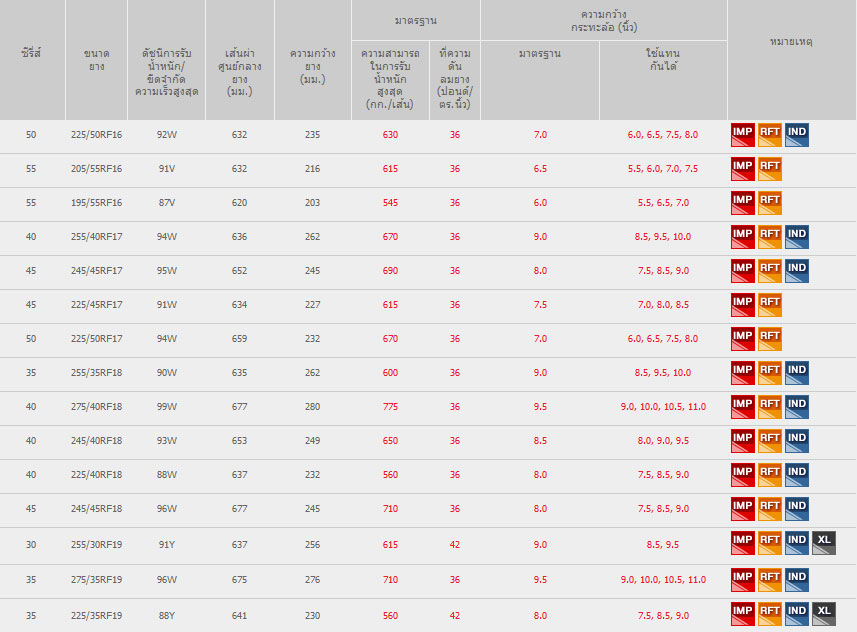 ซีรี่ส์
ขนาด
ยาง
ดัชนีการรับ
น้ำหนัก/
ขีดจำกัด
ความเร็วสูงสุด
เส้นผ่า
ศูนย์กลาง
ยาง
(มม.)
ความกว้าง
ยาง
(มม.)
มาตรฐาน
ความสามารถ
ในการรับ
น้ำหนัก
สูงสุด
(กก./เส้น)
ที่ความ
ดัน
ลมยาง
(ปอนด์/
ตร.นิ้ว)
ความกว้าง
กระทะล้อ (นิ้ว)
มาตรฐาน
ใช้แทน
กันได้
หมายเหตุ
50 225/50RF16 92W 632 235 630 36 7.0 6.0, 6.5, 7.5, 8.0 IMP RFT IND
55 205/55RF16 91V 632 216 615 36 6.5 5.5, 6.0, 7.0, 7.5 IMP RFT
55 195/55RF16 87V 620 203 545 36 6.0 5.5, 6.5, 7.0 IMP RFT
40 255/40RF17 94W 636 262 670 36 9.0 8.5, 9.5, 10.0 IMP RFT IND
45 245/45RF17 95W 652 245 690 36 8.0 7.5, 8.5, 9.0 IMP RFT IND
45 225/45RF17 91W 634 227 615 36 7.5 7.0, 8.0, 8.5 IMP RFT
50 225/50RF17 94W 659 232 670 36 7.0 6.0, 6.5, 7.5, 8.0 IMP RFT
35 255/35RF18 90W 635 262 600 36 9.0 8.5, 9.5, 10.0 IMP RFT IND
40 275/40RF18 99W 677 280 775 36 9.5 9.0, 10.0, 10.5, 11.0 IMP RFT IND
40 245/40RF18 93W 653 249 650 36 8.5 8.0, 9.0, 9.5 IMP RFT IND
40 225/40RF18 88W 637 232 560 36 8.0 7.5, 8.5, 9.0 IMP RFT IND
45 245/45RF18 96W 677 245 710 36 8.0 7.5, 8.5, 9.0 IMP RFT IND
30 255/30RF19 91Y 637 256 615 42 9.0 8.5, 9.5 IMP RFT IND XL
35 275/35RF19 96W 675 276 710 36 9.5 9.0, 10.0, 10.5, 11.0 IMP RFT IND
35 225/35RF19 88Y 641 230 560 42 8.0 7.5, 8.5, 9.0 IMP RFT IND XL